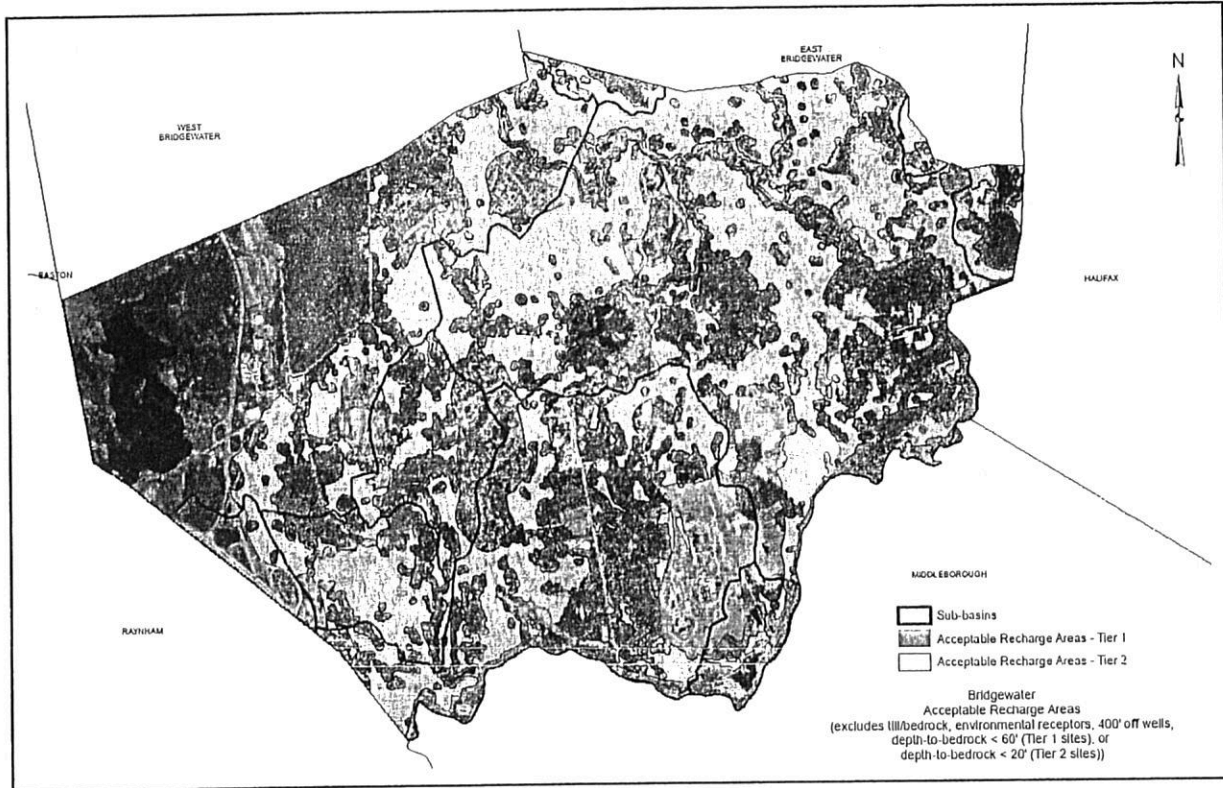 EAST
BRIDGEWATER
N
WEST
BRIDGEWATER
EASTON
HALIFAX
MIDDLEBOROUGH
RAYNHAM
Sub-basins
Acceptable Recharge Areas - Tier 1
Acceptable Recharge Areas - Tier 2
Bridgewater
Acceptable Recharge Areas
(excludes till/bedrock, environmental receptors, 400' off wells,
depth-to-bedrock < 60' (Tier 1 sites), or
depth-to-bedrock < 20' (Tier 2 sites))